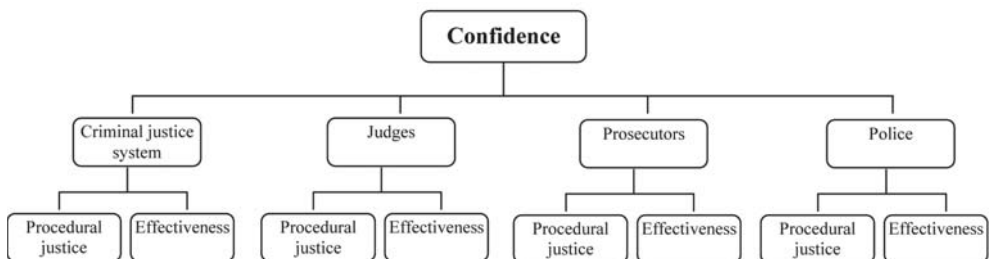 Confidence
Criminal justice
system
Judges
Prosecutors
Police
Procedural
justice
Effectiveness
Procedural
justice
Effectiveness
Procedural
justice
Effectiveness
Procedural
justice
Effectiveness